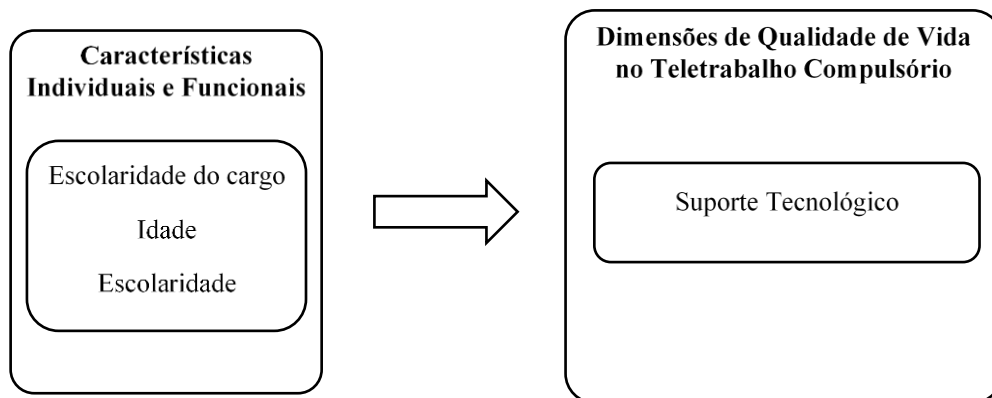 Características
Individuais e Funcionais
Escolaridade do cargo
Idade
Escolaridade
Dimensões de Qualidade de Vida
no Teletrabalho Compulsório
Suporte Tecnológico